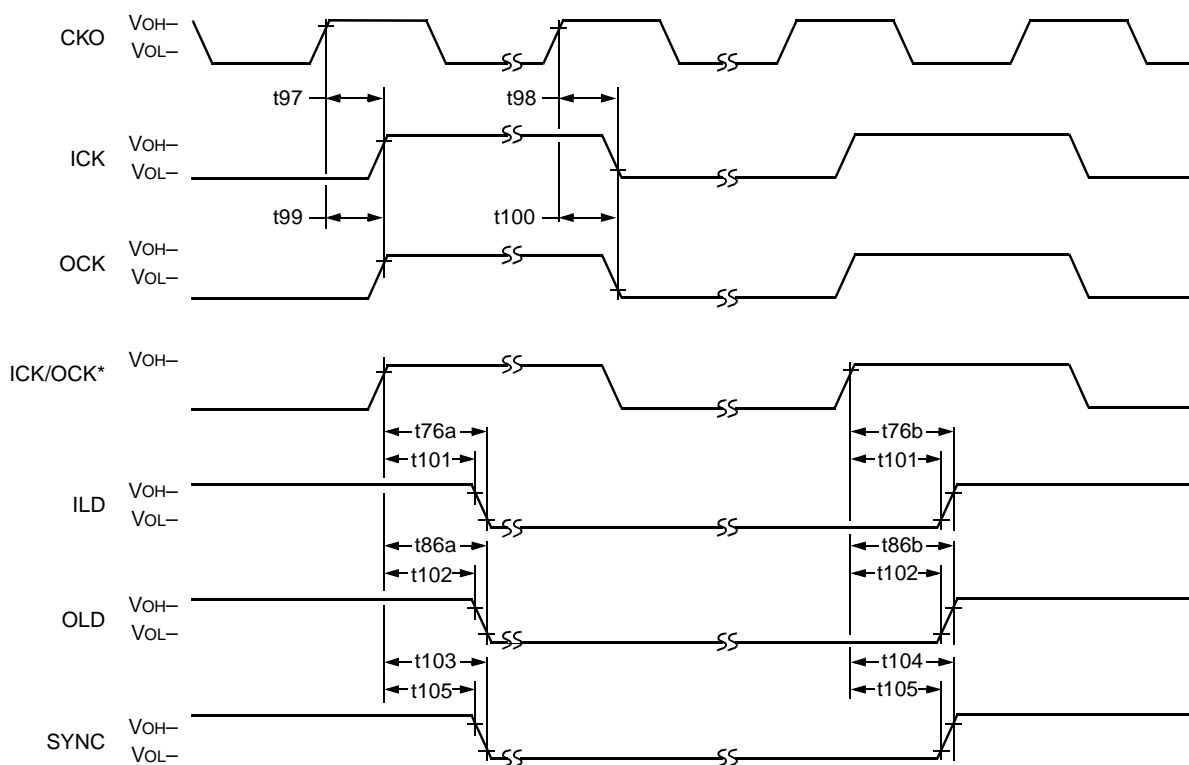 CKO VOH–
VOL–
t97 t98
ICK VOH–
VOL–
t99 t100
OCK VOH–
VOL–
ICK/OCK* VOH–
t76a t76b
t101 t101
ILD VOH–
VOL–
t86a t86b
t102 t102
OLD VOH–
VOL–
t103 t104
t105 t105
SYNC VOH–
VOL–